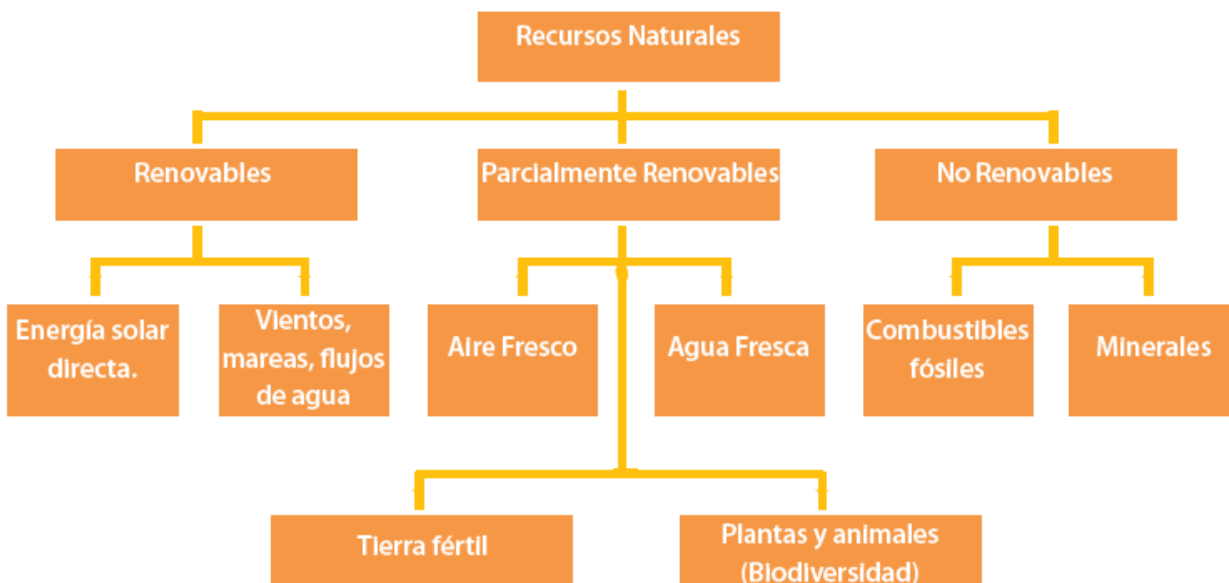 Recursos Naturales
Renovables
Parcialmente Renovables
No Renovables
Energía solar
directa.
Vientos,
mareas, flujos
de agua
Aire Fresco
Agua Fresca
Combustibles
fósiles
Minerales
Tierra fértil
Plantas y animales
(Biodiversidad)